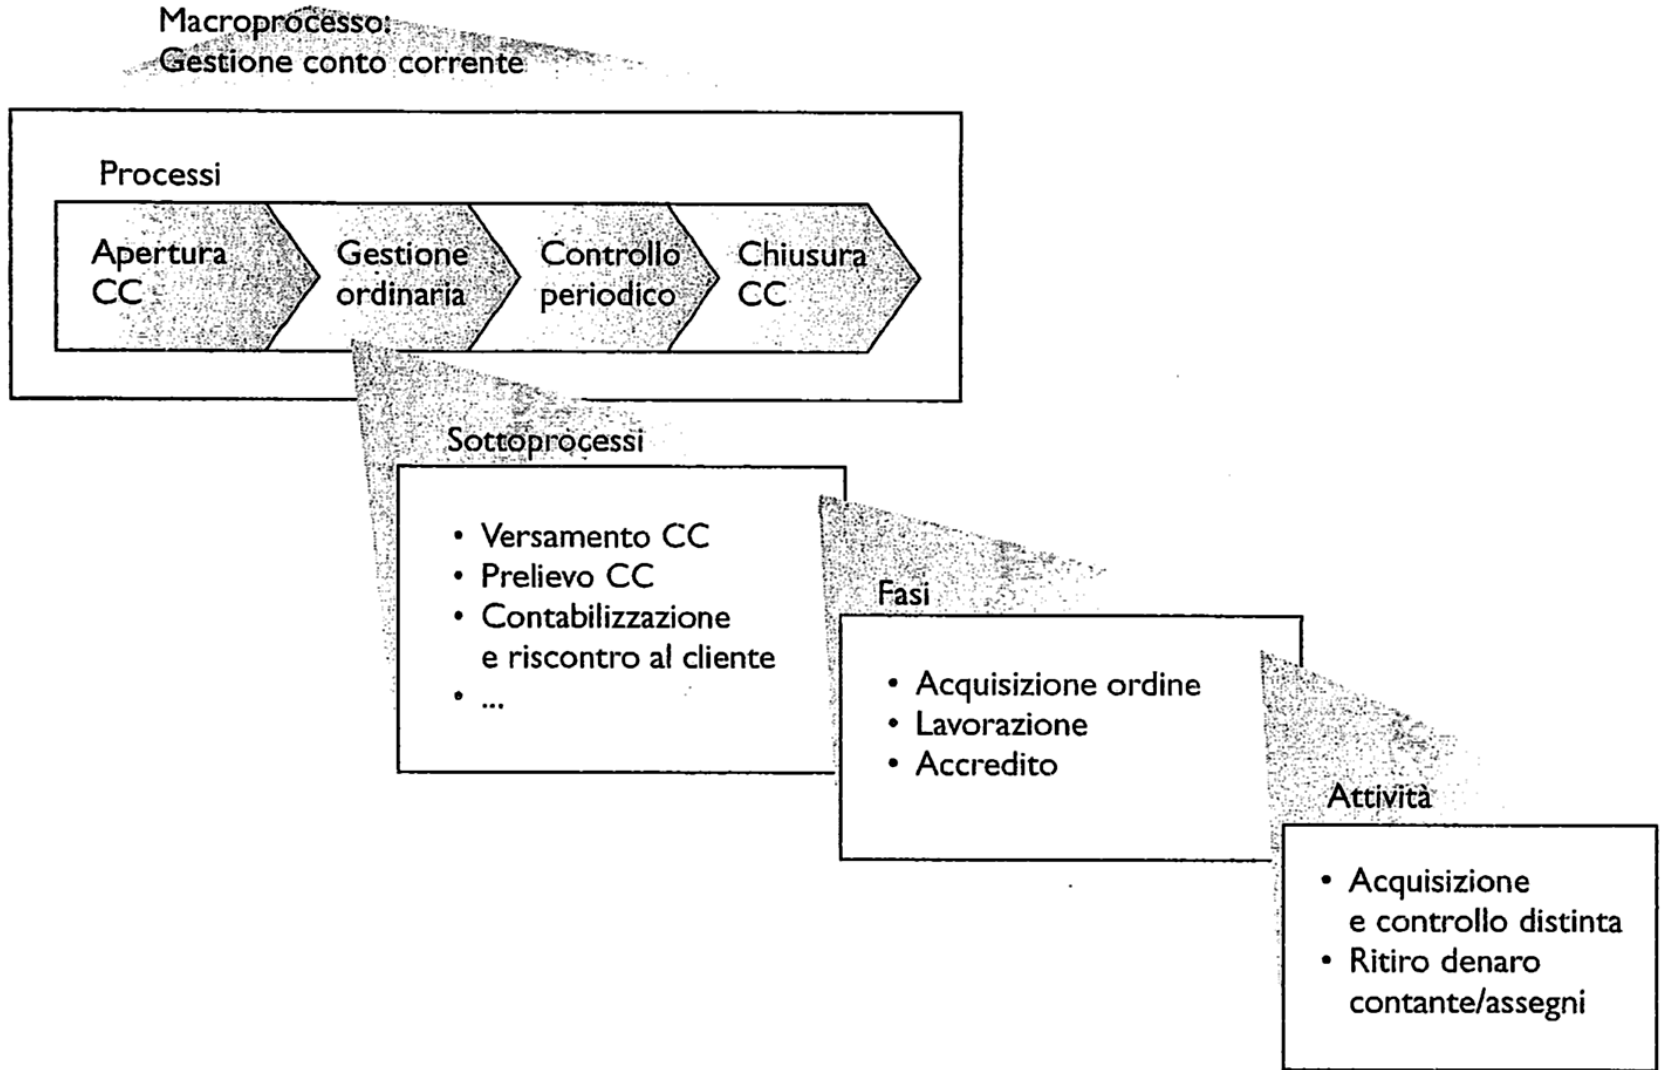 Macroprocesso:
Gestione conto corrente
Processi
Apertura
CC
Gestione
ordinaria
Controllo
periodico
Chiusura
CC
Sottoprocessi
• Versamento CC
• Prelievo CC
• Contabilizzazione
e riscontro al cliente
• ...
Fasi
• Acquisizione ordine
• Lavorazione
• Accredito
Attività
• Acquisizione
e controllo distinta
• Ritiro denaro
contante/assegni